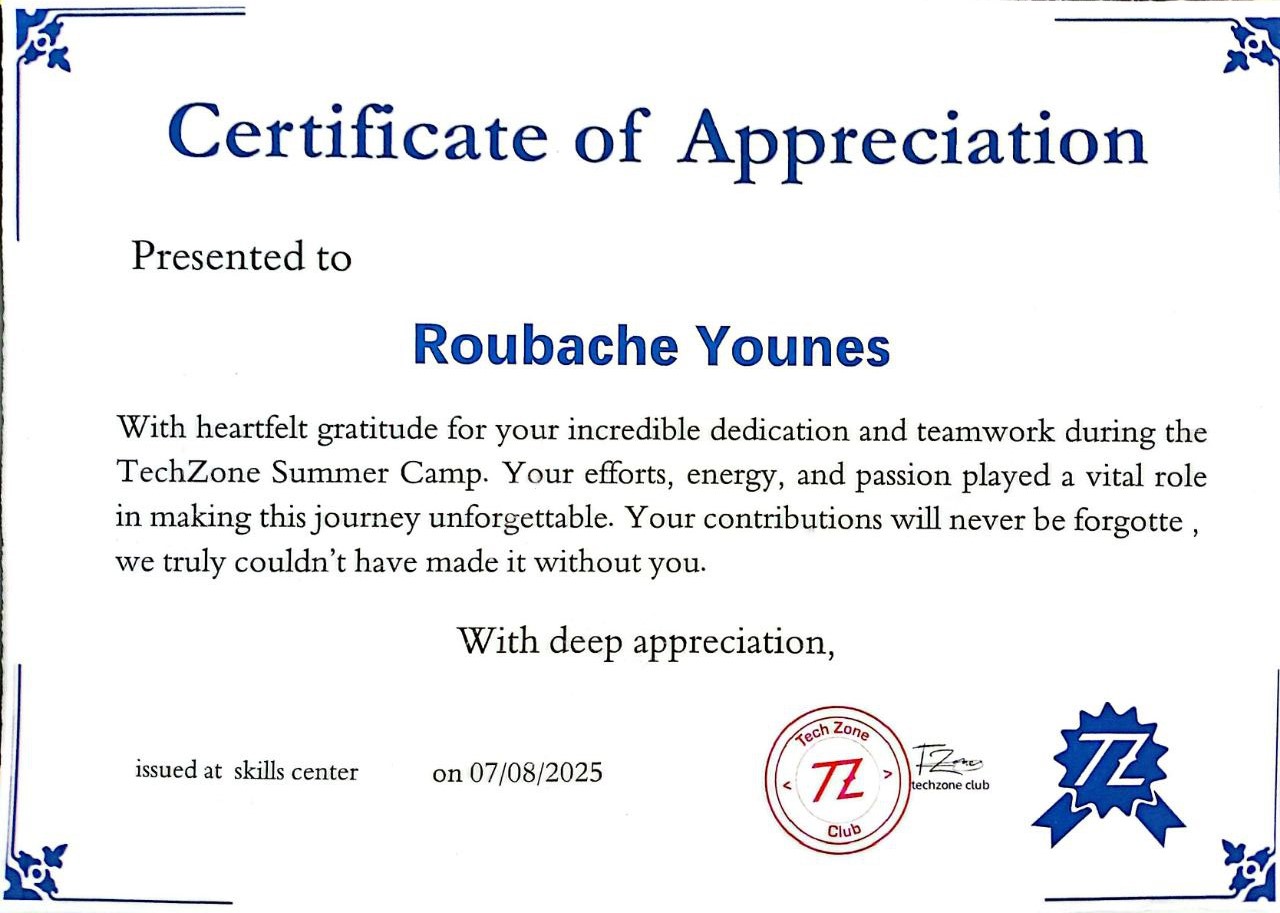 Certificate of Appreciation
Presented to
Roubache Younes
With heartfelt gratitude for your incredible dedication and teamwork during the
TechZone Summer Camp. Your efforts, energy, and passion played a vital role
in making this journey unforgettable. Your contributions will never be forgotte ,
we truly couldn't have made it without you.
With deep appreciation,
issued at skills center on 07/08/2025
Tech Zone
< TZ >
Club
TZone
techzone club
TZ